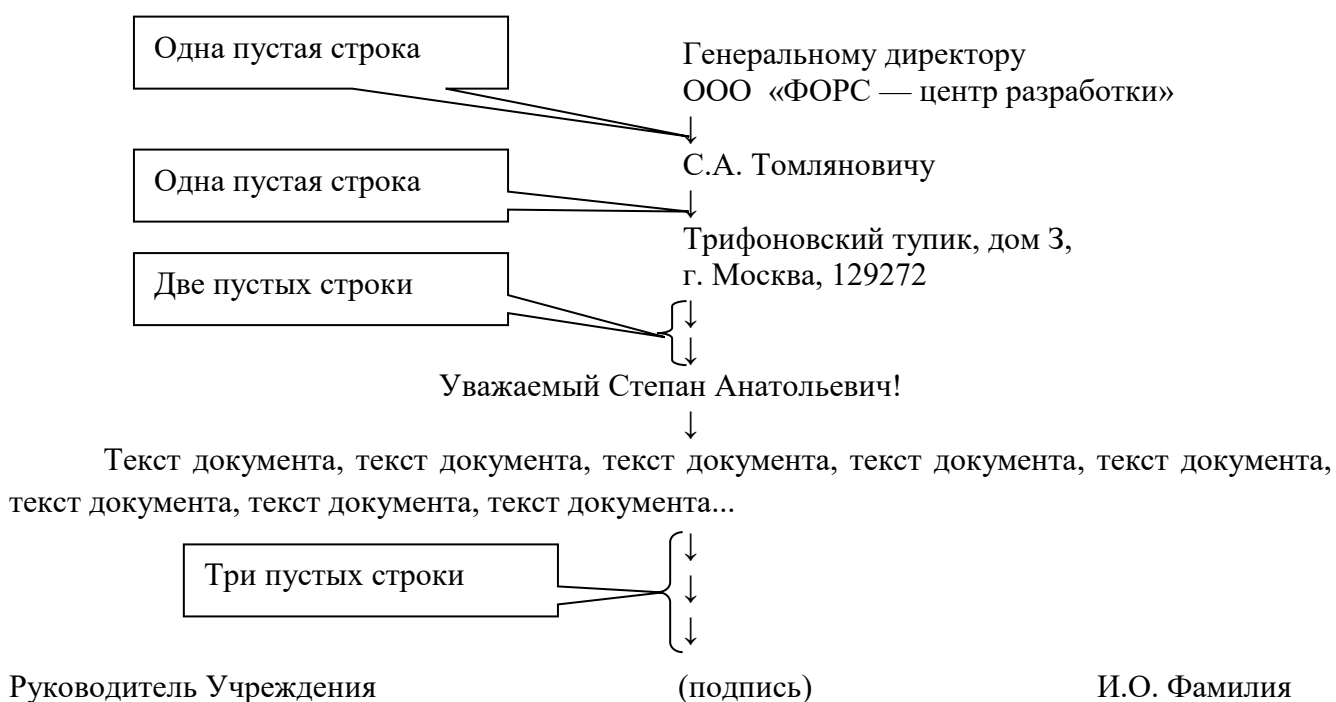 Одна пустая строка
Генеральному директору
ООО «ФОРС — центр разработки»
↓
С.А. Томляновичу
Одна пустая строка
↓
Трифоновский тупик, дом 3,
г. Москва, 129272
Две пустых строки
↓
↓
Уважаемый Степан Анатольевич!
↓
Текст документа, текст документа, текст документа, текст документа, текст документа,
текст документа, текст документа, текст документа...
↓
Три пустых строки
↓
↓
Руководитель Учреждения (подпись) И.О. Фамилия